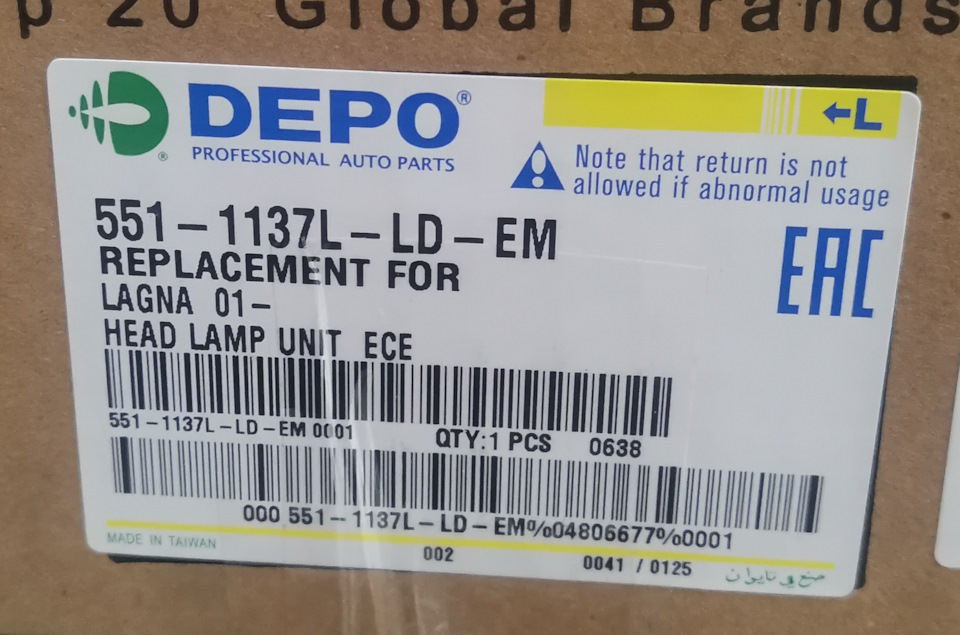 p 20 Global Brands
DEPO®
PROFESSIONAL AUTO PARTS
®
←L
Note that return is not
allowed if abnormal usage
551-1137L-LD-EM
REPLACEMENT FOR
LAGNA 01-
HEAD LAMP UNIT ECE
EAC
551-1137L-LD-EM 0001 QTY:1 PCS 0638
000 551-1137L-LD-EM%04806677%0001
MADE IN TAIWAN
002 0041 / 0125
صنع في تايوان